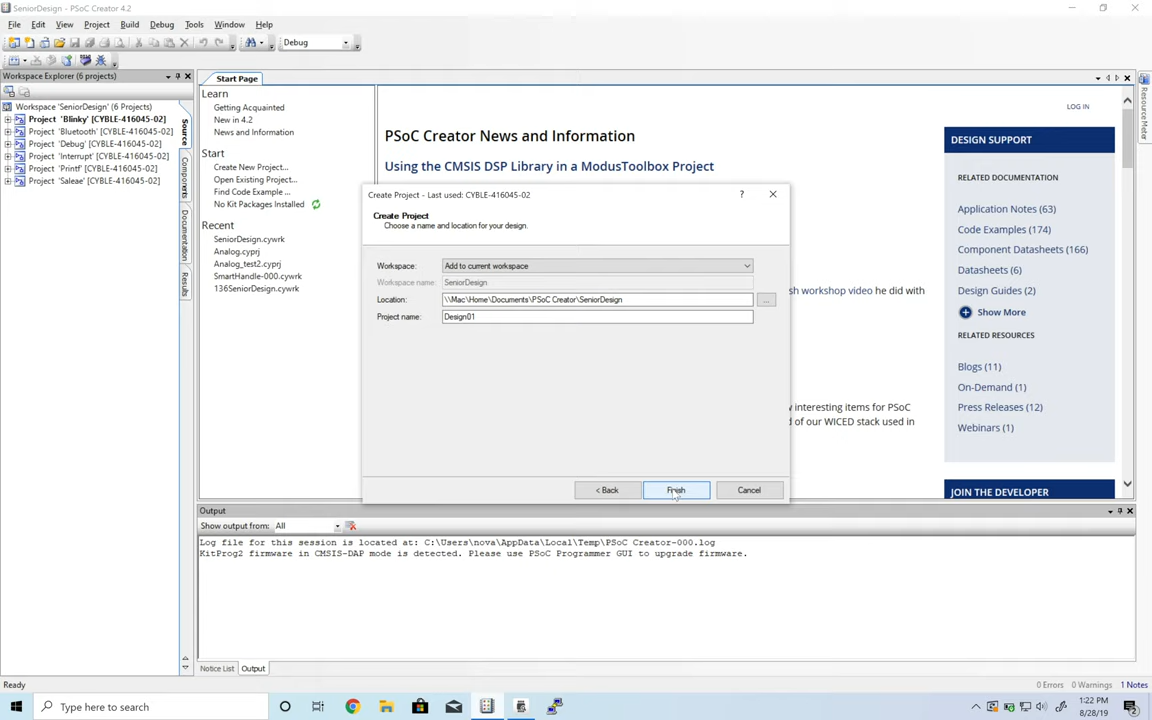 SeniorDesign - PSoC Creator 4.2
File Edit View Project Build Debug Tools Window Help
Debug
Workspace Explorer (6 projects)
Workspace 'SeniorDesign' (6 Projects)
Project 'Blinky' [CYBLE-416045-02]
Project 'Bluetooth' [CYBLE-416045-02]
Project 'Debug' [CYBLE-416045-02]
Project 'Interrupt' [CYBLE-416045-02]
Project 'Printf' [CYBLE-416045-02]
Project 'Saleae' [CYBLE-416045-02]
Source
Components
Documentation
Results
Start Page
Learn
Getting Acquainted
New in 4.2
News and Information
Start
Create New Project...
Open Existing Project...
Find Code Example ...
No Kit Packages Installed
Recent
SeniorDesign.cywrk
Analog.cyprj
Analog_test2.cyprj
SmartHandle-000.cywrk
136SeniorDesign.cywrk
LOG IN
PSoC Creator News and Information
Using the CMSIS DSP Library in a ModusToolbox Project
sh workshop video he did with
w interesting items for PSoC
d of our WICED stack used in
DESIGN SUPPORT
RELATED DOCUMENTATION
Application Notes (63)
Code Examples (174)
Component Datasheets (166)
Datasheets (6)
Design Guides (2)
Show More
RELATED RESOURCES
Blogs (11)
On-Demand (1)
Press Releases (12)
Webinars (1)
JOIN THE DEVELOPER
Resource Meter
Create Project - Last used: CYBLE-416045-02
?
Create Project
Choose a name and location for your design.
Workspace: Add to current workspace
Workspace name: SeniorDesign
Location: \\Mac\Home\Documents\PSoC Creator\SeniorDesign
...
Project name: Design01
< Back
Finish
Cancel
Output
Show output from: All
Log file for this session is located at: C:\Users\nova\AppData\Local\Temp\PSoC Creator-000.log
KitProg2 firmware in CMSIS-DAP mode is detected. Please use PSoC Programmer GUI to upgrade firmware.
Notice List
Output
Ready
0 Errors 0 Warnings 1 Notes
Type here to search
1:22 PM
8/28/19
2